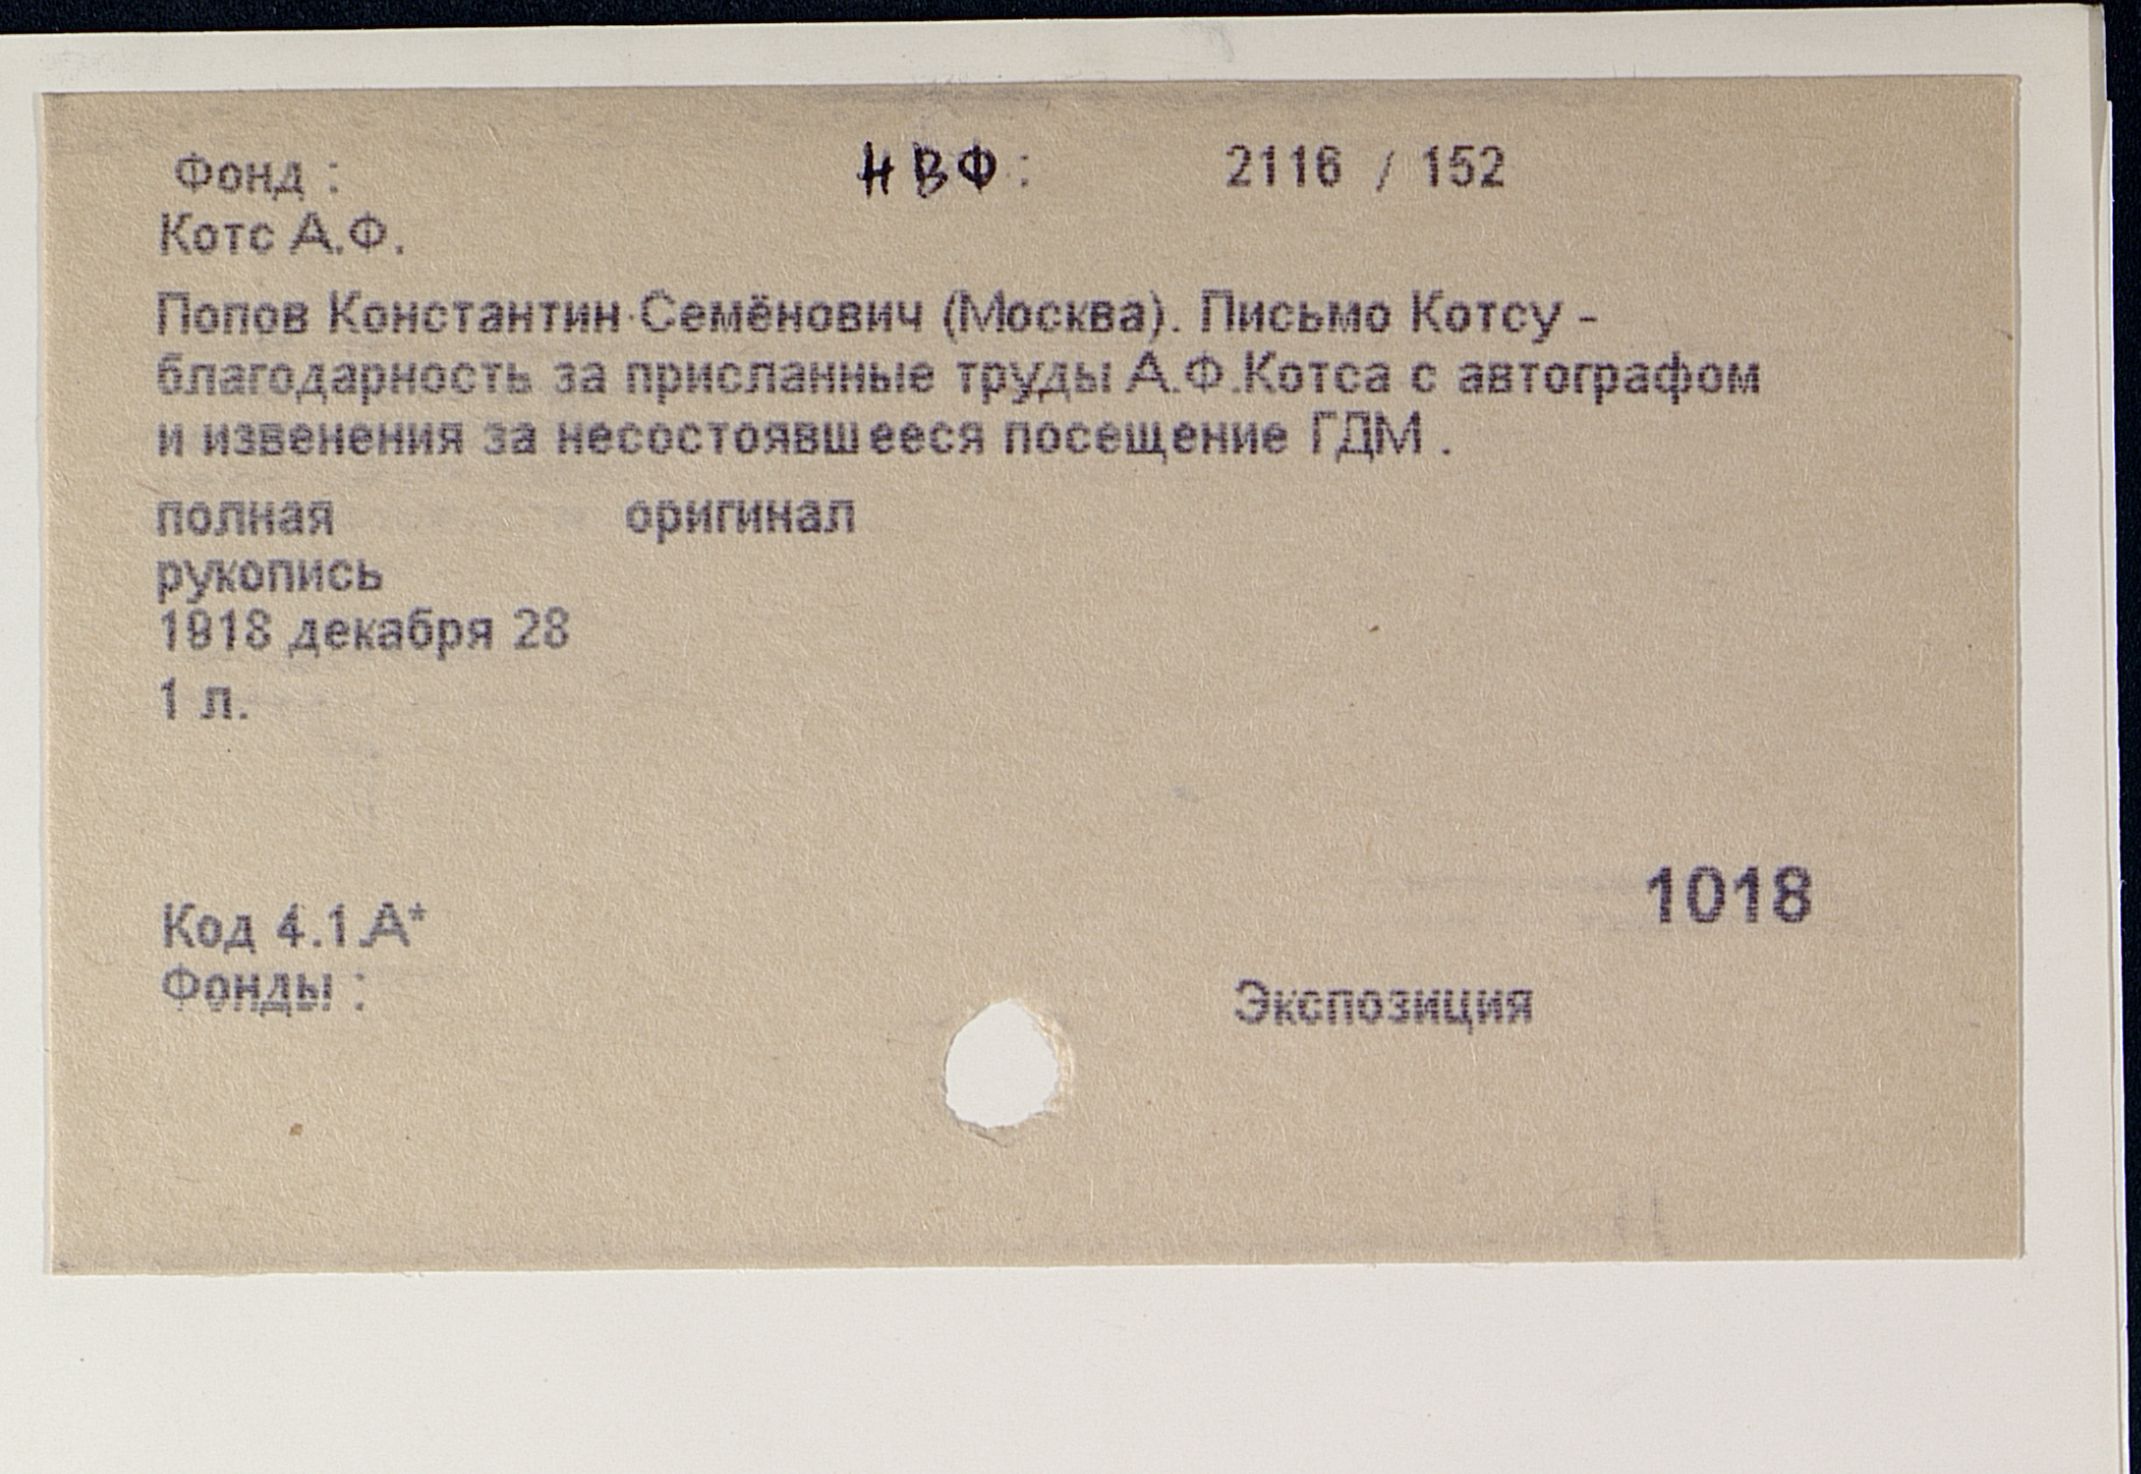 Фонд : НВФ : 2116 / 152
Котс А.Ф.
Попов Константин Семёнович (Москва). Письмо Котсу -
благодарность за присланные труды А.Ф.Котса с автографом
и извенения за несостоявшееся посещение ГДМ .
полная оригинал
рукопись
1918 декабря 28
1 л.
1018
Код 4.1.А*
Фонды : Экспозиция